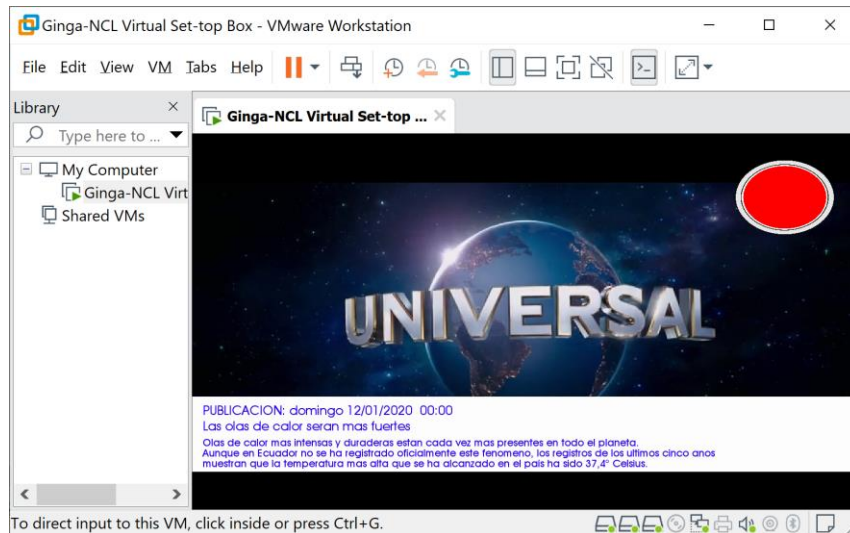 Ginga-NCL Virtual Set-top Box - VMware Workstation
File Edit View VM Tabs Help
Library
Ginga-NCL Virtual Set-top ...
Type here to ...
My Computer
Ginga-NCL Virt
Shared VMs
UNIVERSAL
PUBLICACION: domingo 12/01/2020 00:00
Las olas de calor seran mas fuertes
Olas de calor mas intensas y duraderas estan cada vez mas presentes en todo el planeta.
Aunque en Ecuador no se ha registrado oficialmente este fenomeno, los registros de los ultimos cinco anos
muestran que la temperatura mas alta que se ha alcanzado en el pais ha sido 37,4° Celsius.
To direct input to this VM, click inside or press Ctrl+G.